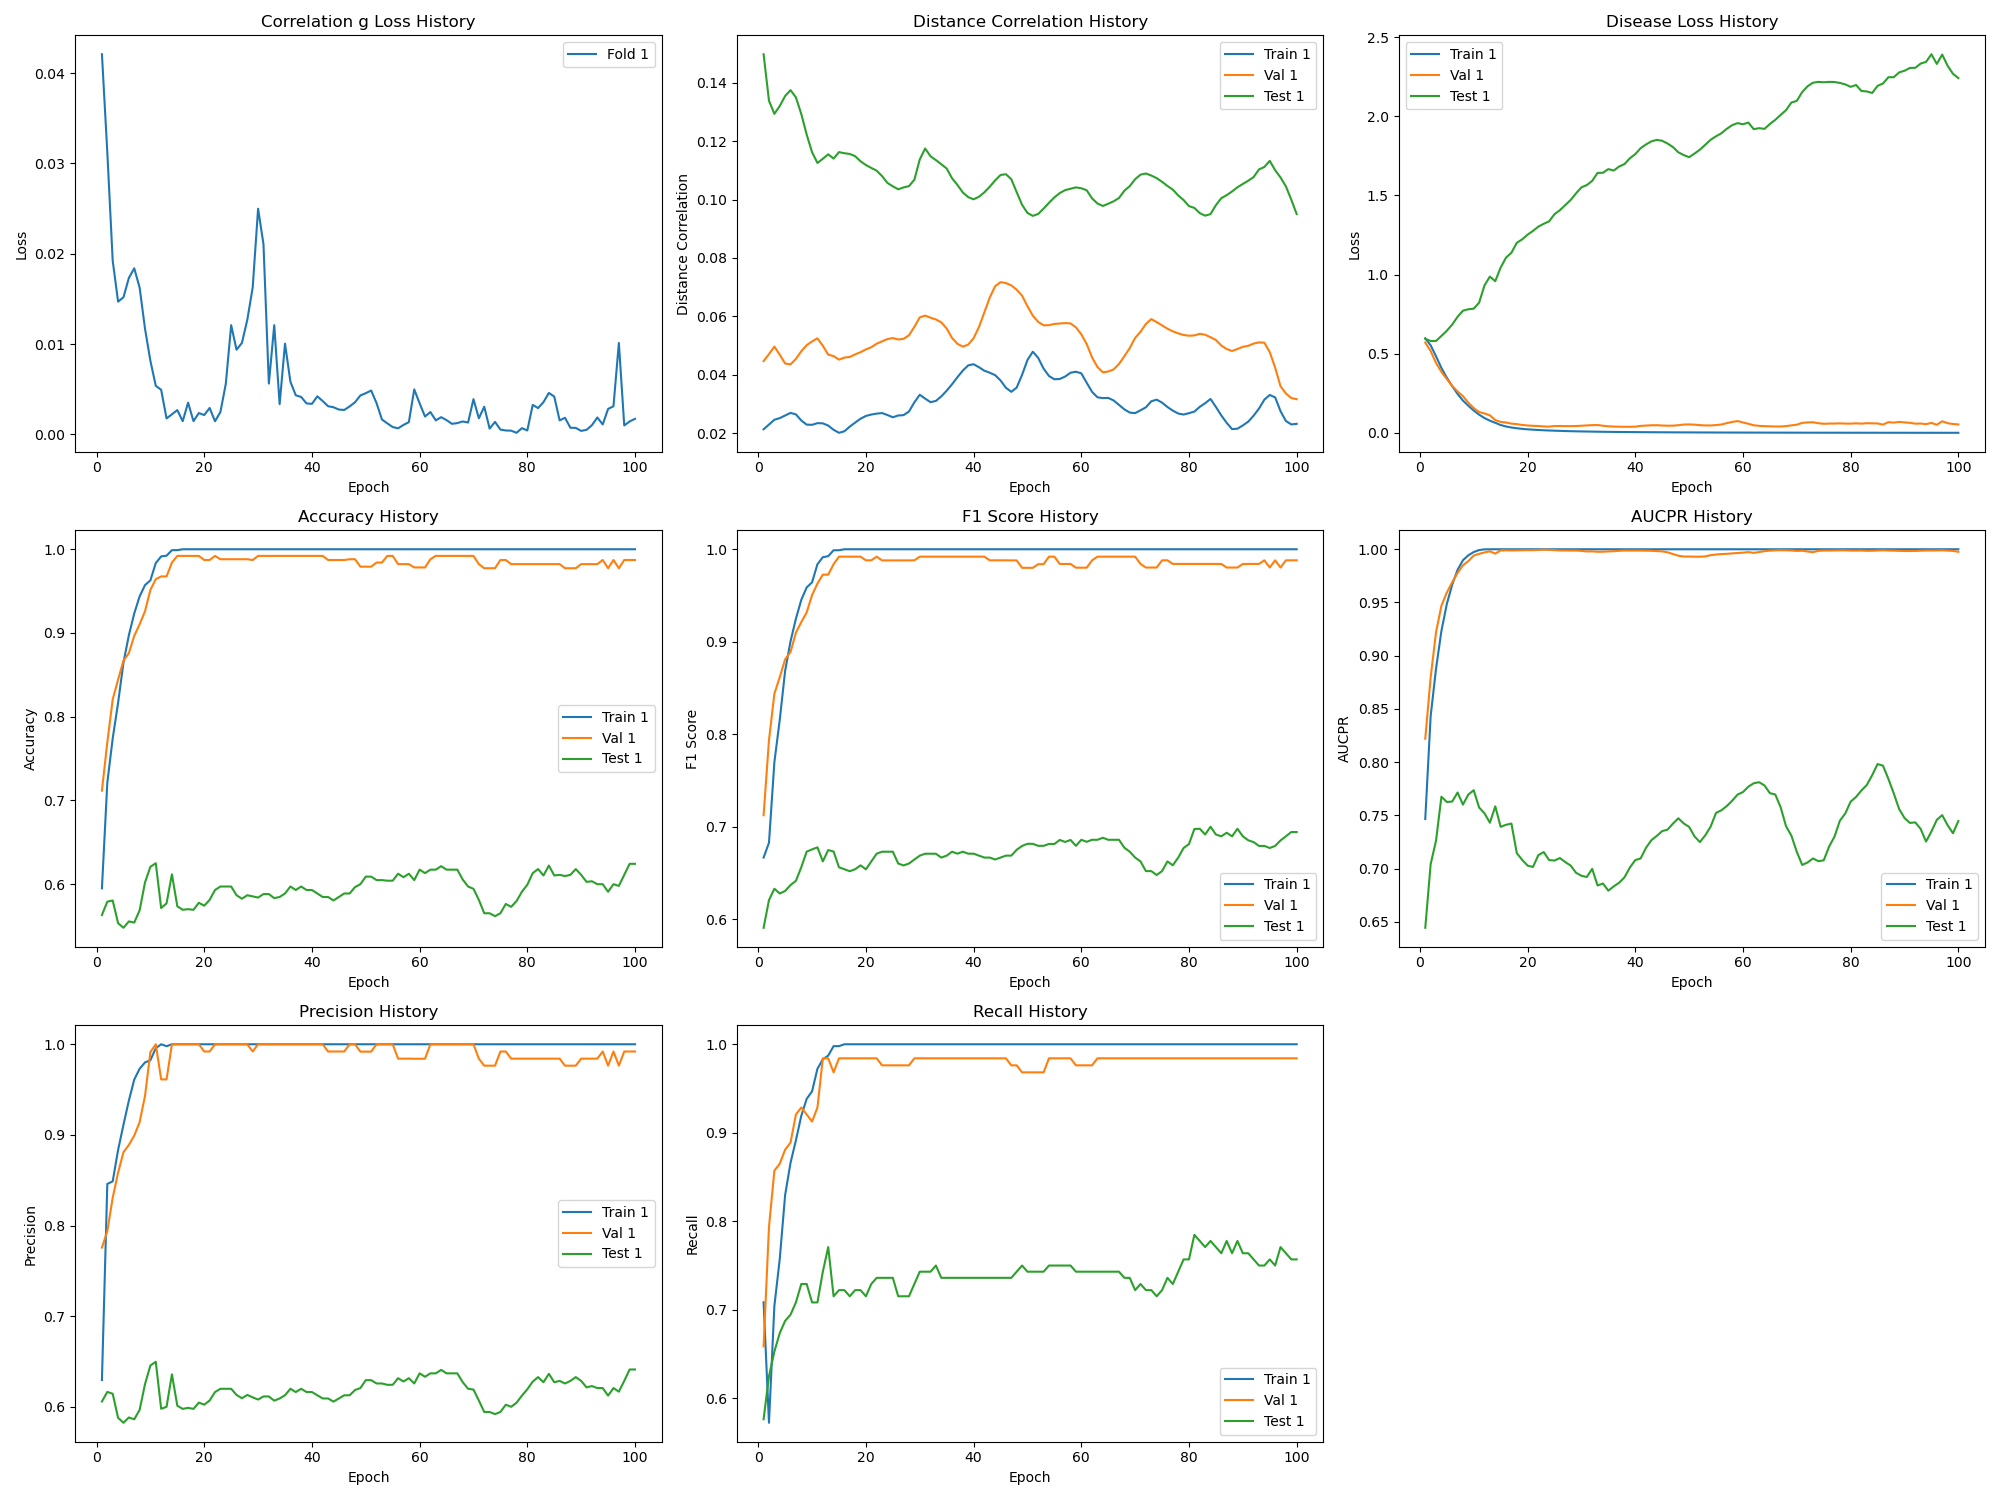 Correlation g Loss History
0.04
0.03
0.02
0.01
0.00
Loss
0 20 40 60 80 100
Epoch
Fold 1
Distance Correlation History
0.14
0.12
0.10
0.08
0.06
0.04
0.02
Distance Correlation
0 20 40 60 80 100
Epoch
Train 1
Val 1
Test 1
Disease Loss History
2.5
2.0
1.5
1.0
0.5
0.0
Loss
0 20 40 60 80 100
Epoch
Train 1
Val 1
Test 1
Accuracy History
1.0
0.9
0.8
0.7
0.6
Accuracy
0 20 40 60 80 100
Epoch
Train 1
Val 1
Test 1
F1 Score History
1.0
0.9
0.8
0.7
0.6
F1 Score
0 20 40 60 80 100
Epoch
Train 1
Val 1
Test 1
AUCPR History
1.00
0.95
0.90
0.85
0.80
0.75
0.70
0.65
AUCPR
0 20 40 60 80 100
Epoch
Train 1
Val 1
Test 1
Precision History
1.0
0.9
0.8
0.7
0.6
Precision
0 20 40 60 80 100
Epoch
Train 1
Val 1
Test 1
Recall History
1.0
0.9
0.8
0.7
0.6
Recall
0 20 40 60 80 100
Epoch
Train 1
Val 1
Test 1